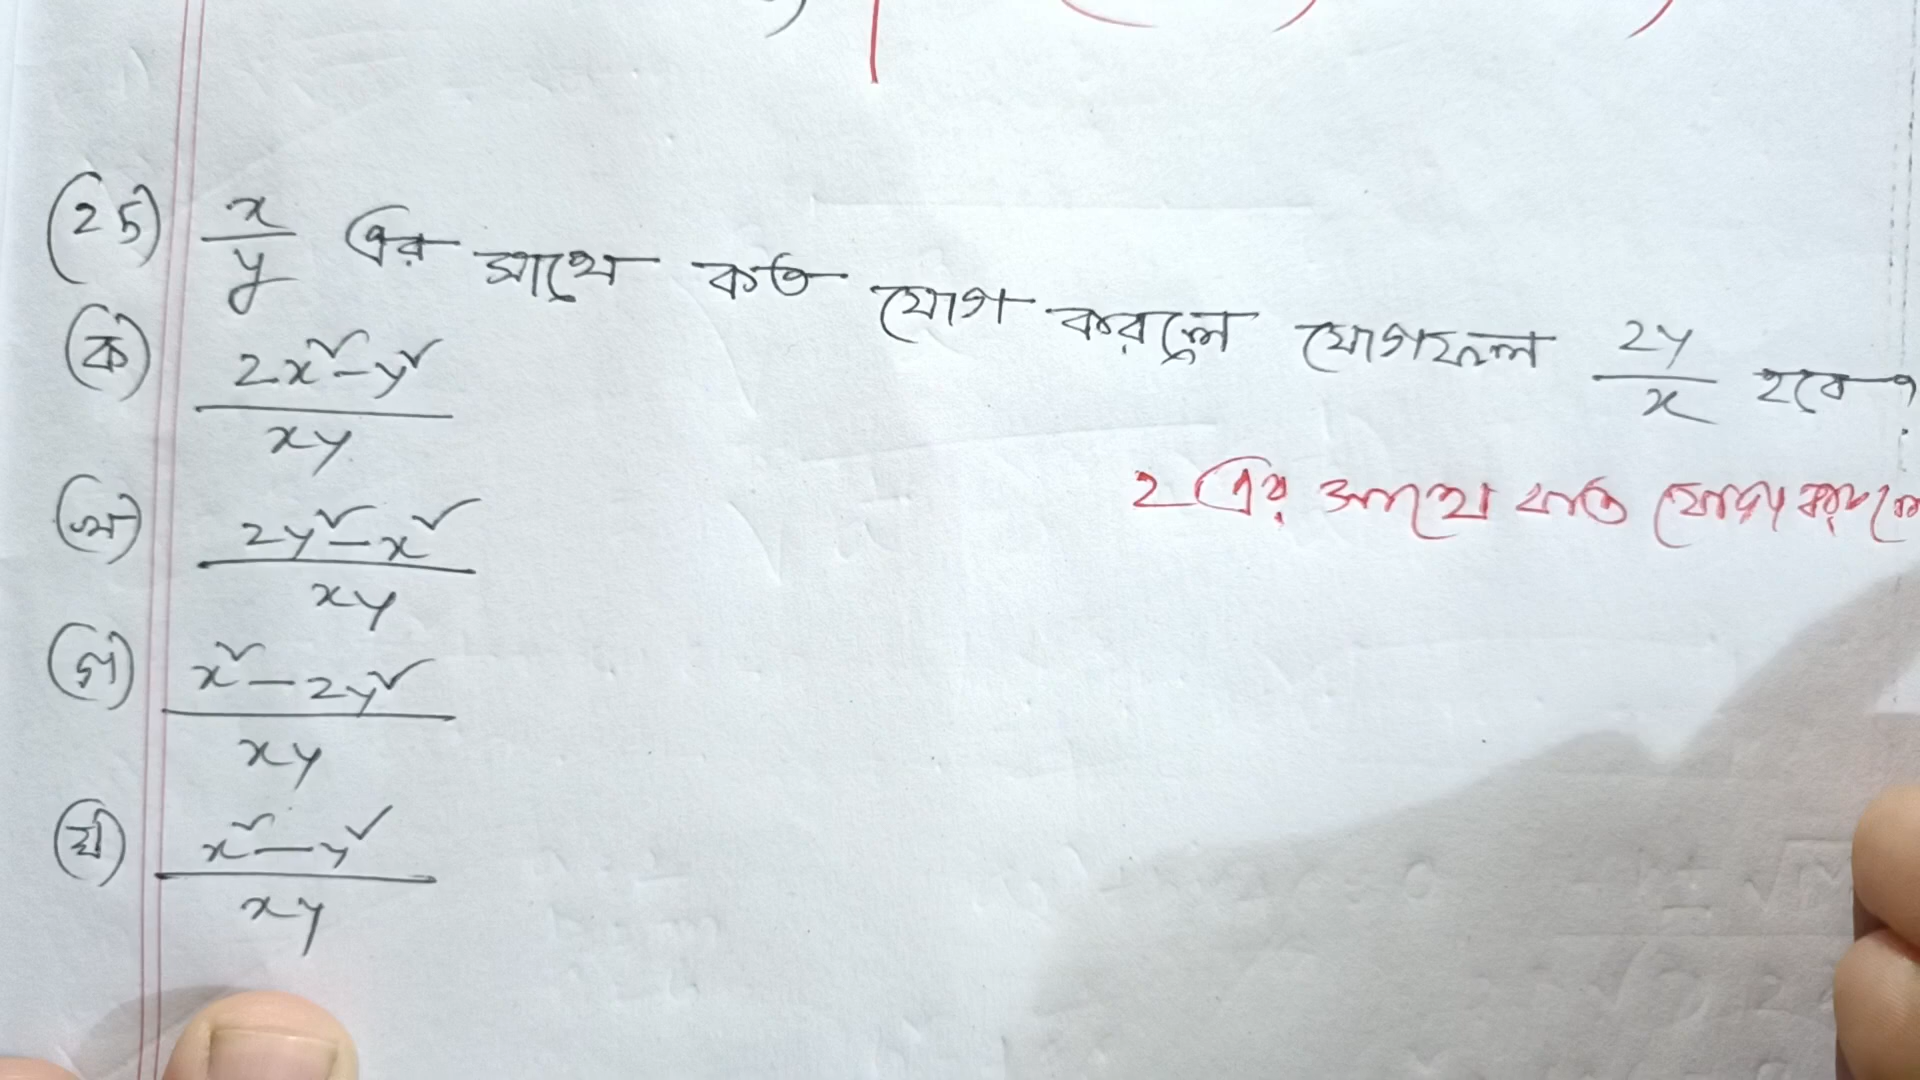 (25) x/y এর সাথে কত যোগ করলে যোগফল 2y/x হবে?
(ক) 2x²-y² / xy
2 এর সাথে কত যোগ করলে
(খ) 2y²-x² / xy
(গ) x²-2y² / xy
(ঘ) x²-y² / xy